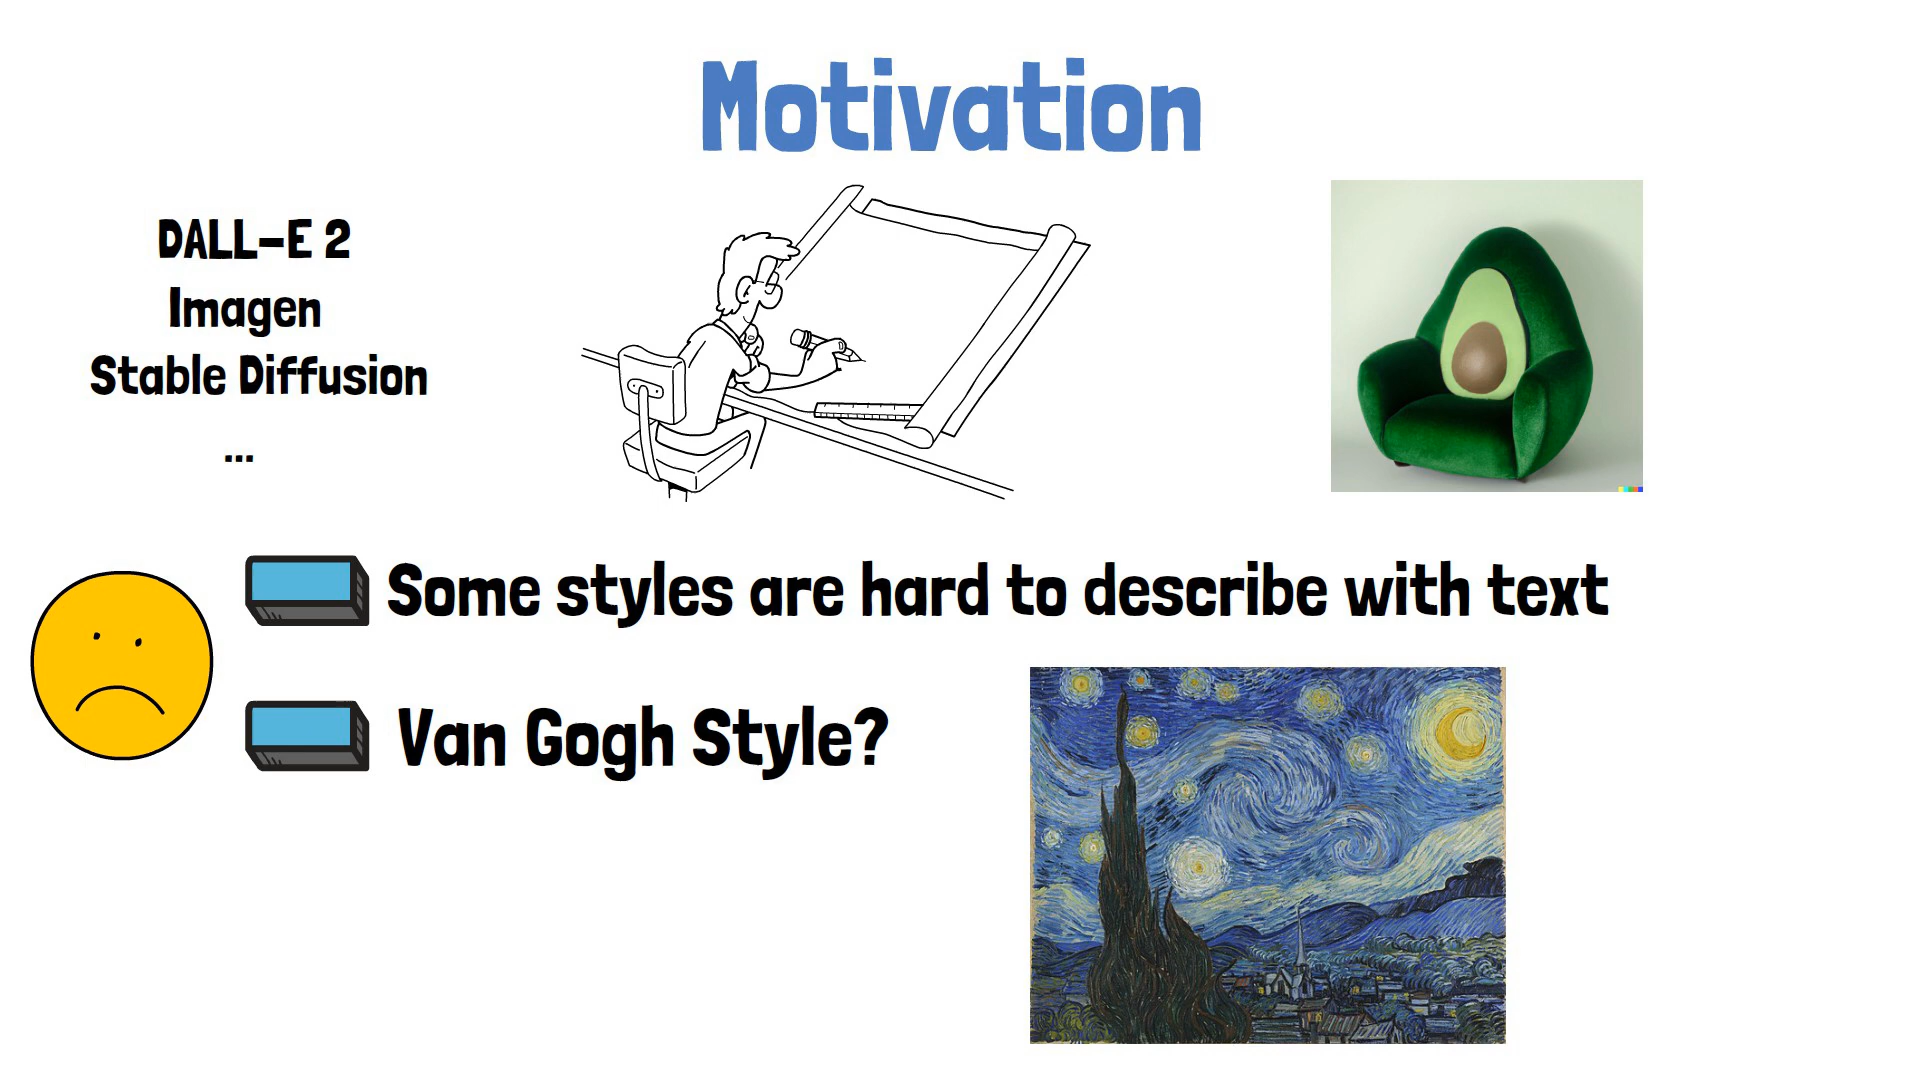 Motivation
DALL-E 2
Imagen
Stable Diffusion
...
Some styles are hard to describe with text
Van Gogh Style?